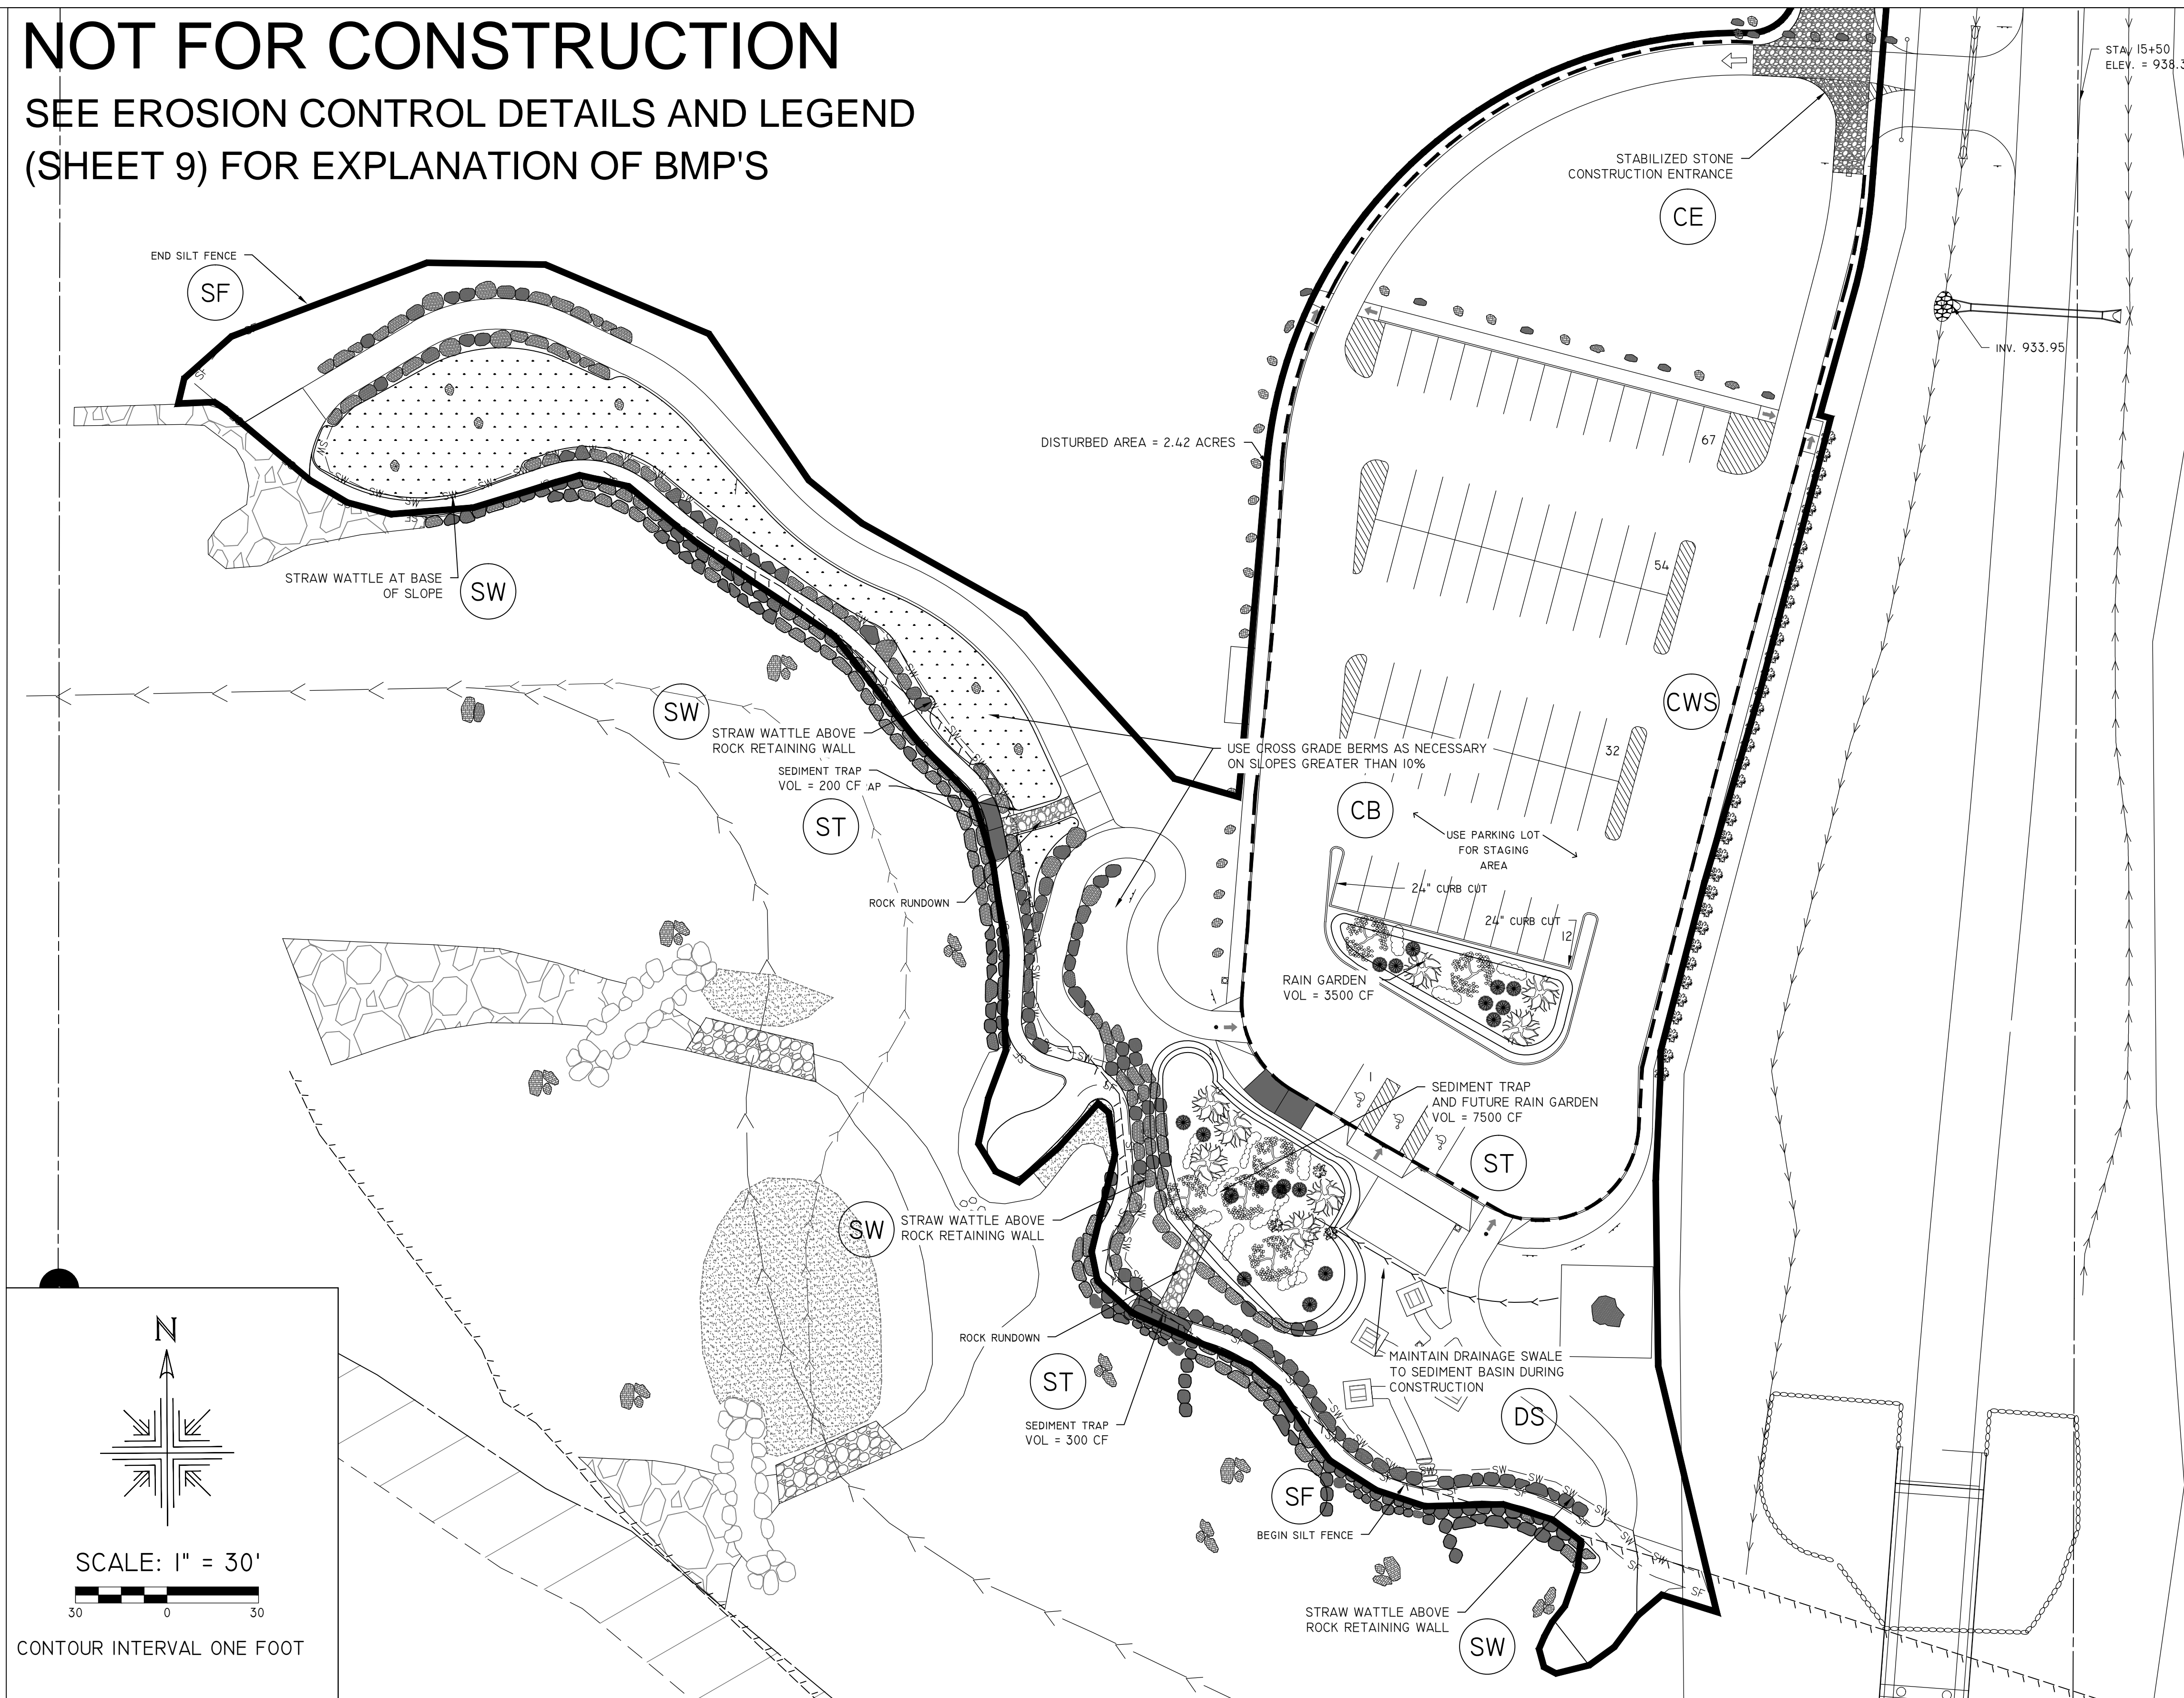 NOT FOR CONSTRUCTION
SEE EROSION CONTROL DETAILS AND LEGEND
(SHEET 9) FOR EXPLANATION OF BMP'S
STA. 15+50
ELEV. = 938.3
STABILIZED STONE
CONSTRUCTION ENTRANCE
CE
END SILT FENCE
SF
INV. 933.95
DISTURBED AREA = 2.42 ACRES
67
54
32
12
1
STRAW WATTLE AT BASE
OF SLOPE
SW
CWS
SW
STRAW WATTLE ABOVE
ROCK RETAINING WALL
USE CROSS GRADE BERMS AS NECESSARY
ON SLOPES GREATER THAN 10%
CB
SEDIMENT TRAP
VOL = 200 CF
AP
ST
USE PARKING LOT
FOR STAGING
AREA
24" CURB CUT
24" CURB CUT
ROCK RUNDOWN
RAIN GARDEN
VOL = 3500 CF
SEDIMENT TRAP
AND FUTURE RAIN GARDEN
VOL = 7500 CF
ST
SW
STRAW WATTLE ABOVE
ROCK RETAINING WALL
ROCK RUNDOWN
ST
SEDIMENT TRAP
VOL = 300 CF
MAINTAIN DRAINAGE SWALE
TO SEDIMENT BASIN DURING
CONSTRUCTION
DS
SF
BEGIN SILT FENCE
STRAW WATTLE ABOVE
ROCK RETAINING WALL
SW
N
SCALE: 1" = 30'
30 0 30
CONTOUR INTERVAL ONE FOOT